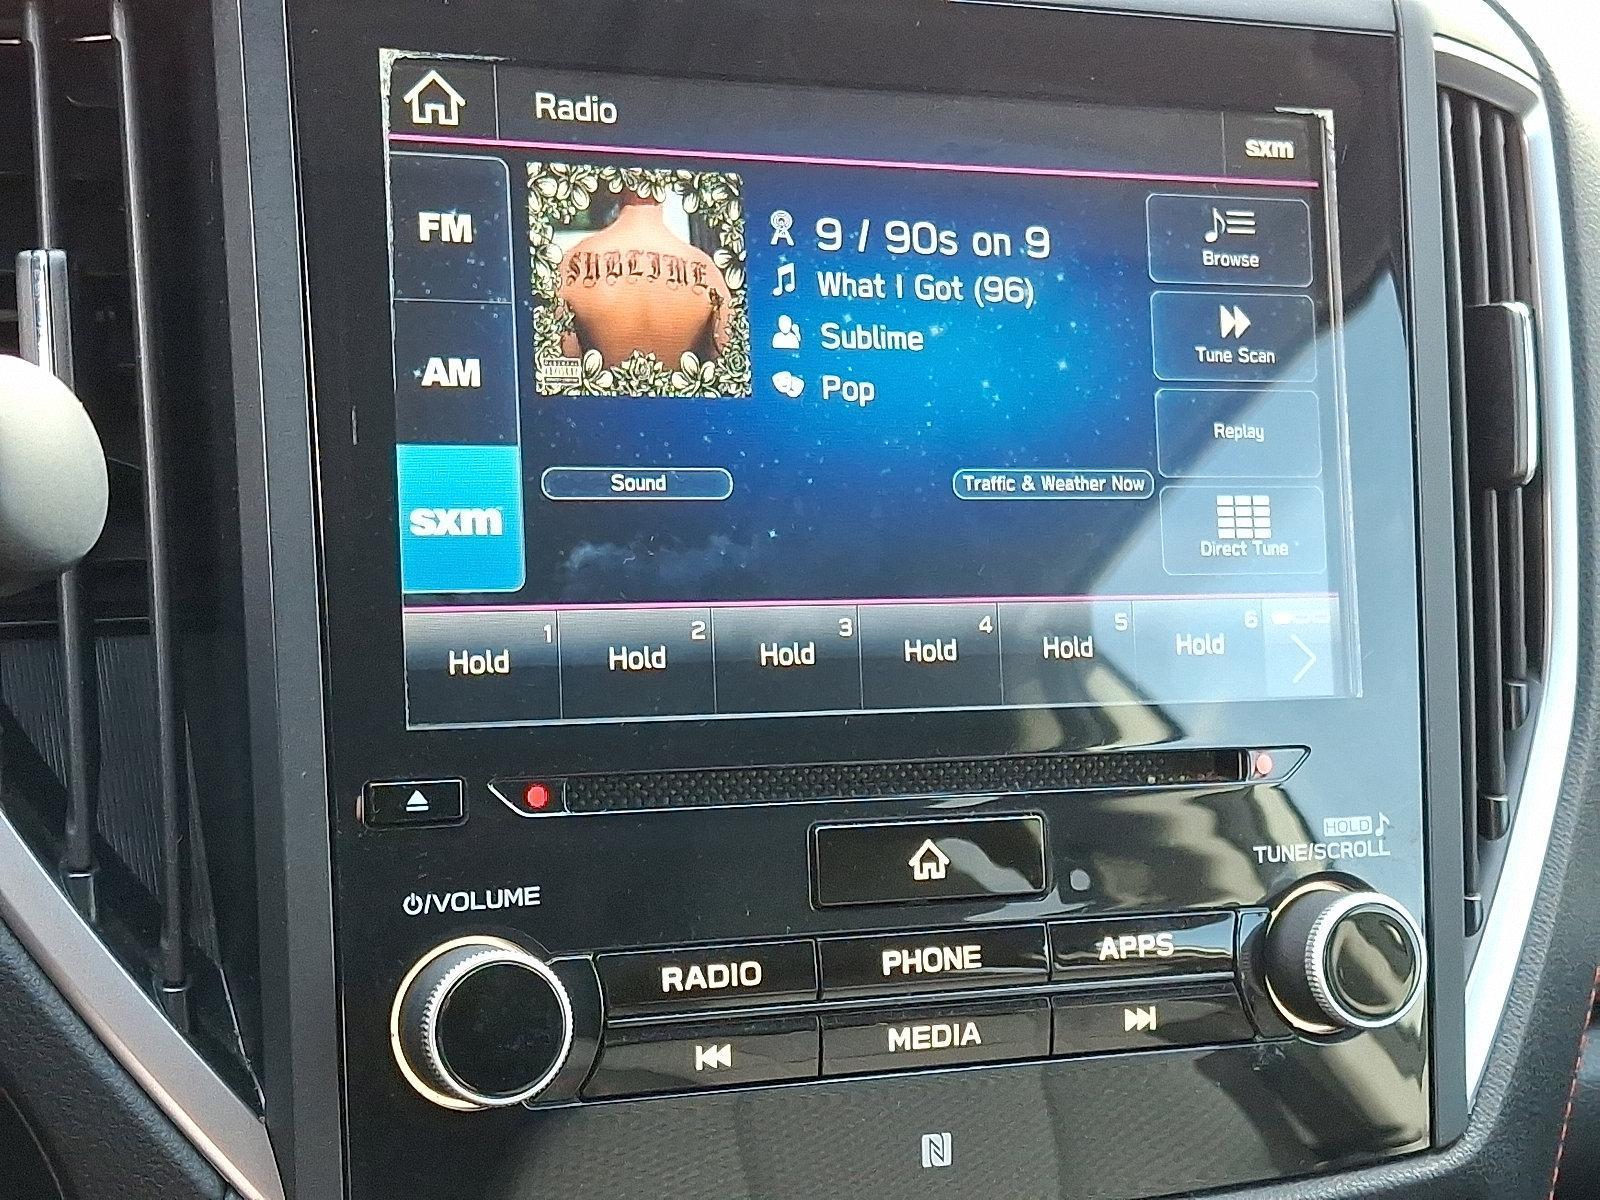 Radio
sxm
FM
AM
sxm
SUBLIME
9 / 90s on 9
What I Got (96)
Sublime
Pop
Browse
Tune Scan
Replay
Direct Tune
Sound
Traffic & Weather Now
1 Hold
2 Hold
3 Hold
4 Hold
5 Hold
6 Hold
/VOLUME
HOLD
TUNE/SCROLL
RADIO
PHONE
APPS
MEDIA
N